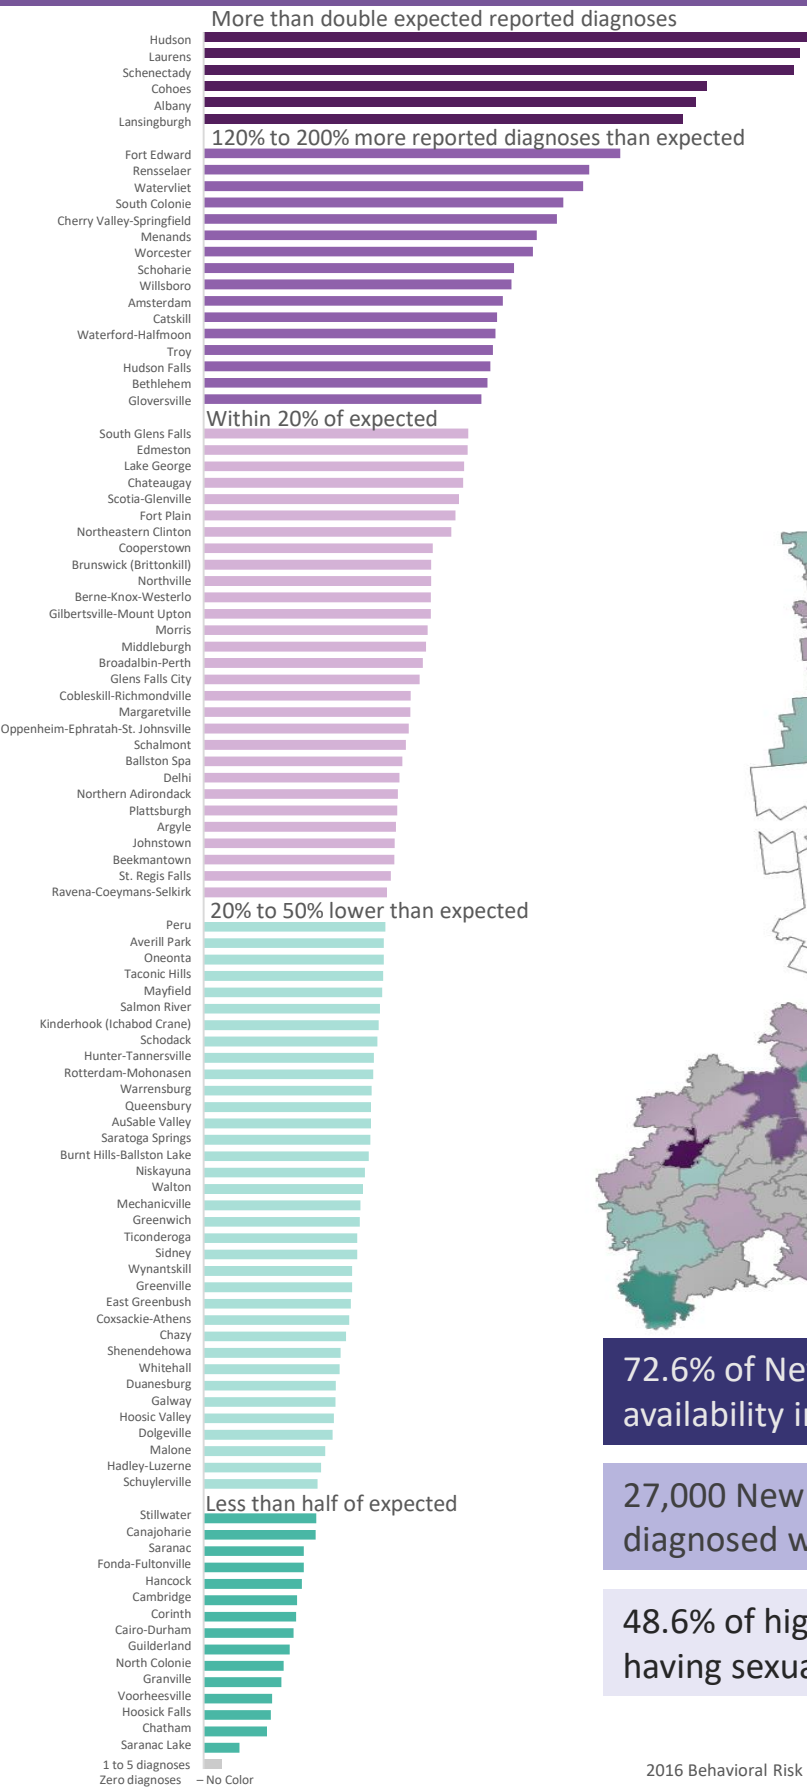 More than double expected reported diagnoses
Hudson
Laurens
Schenectady
Cohoes
Albany
Lansingburgh
120% to 200% more reported diagnoses than expected
Fort Edward
Rensselaer
Watervliet
South Colonie
Cherry Valley-Springfield
Menands
Worcester
Schoharie
Willsboro
Amsterdam
Catskill
Waterford-Halfmoon
Troy
Hudson Falls
Bethlehem
Gloversville
Within 20% of expected
South Glens Falls
Edmeston
Lake George
Chateaugay
Scotia-Glenville
Fort Plain
Northeastern Clinton
Cooperstown
Brunswick (Brittonkill)
Northville
Berne-Knox-Westerlo
Gilbertsville-Mount Upton
Morris
Middleburgh
Broadalbin-Perth
Glens Falls City
Cobleskill-Richmondville
Margaretville
Oppenheim-Ephratah-St. Johnsville
Schalmont
Ballston Spa
Delhi
Northern Adirondack
Plattsburgh
Argyle
Johnstown
Beekmantown
St. Regis Falls
Ravena-Coeymans-Selkirk
20% to 50% lower than expected
Peru
Averill Park
Oneonta
Taconic Hills
Mayfield
Salmon River
Kinderhook (Ichabod Crane)
Schodack
Hunter-Tannersville
Rotterdam-Mohonasen
Warrensburg
Queensbury
AuSable Valley
Saratoga Springs
Burnt Hills-Ballston Lake
Niskayuna
Walton
Mechanicville
Greenwich
Ticonderoga
Sidney
Wynantskill
Greenville
East Greenbush
Coxsackie-Athens
Chazy
Shenendehowa
Whitehall
Duanesburg
Galway
Hoosic Valley
Dolgeville
Malone
Hadley-Luzerne
Schuylerville
Less than half of expected
Stillwater
Canajoharie
Saranac
Fonda-Fultonville
Hancock
Cambridge
Corinth
Cairo-Durham
Guilderland
North Colonie
Granville
Voorheesville
Hoosick Falls
Chatham
Saranac Lake
1 to 5 diagnoses
Zero diagnoses – No Color
72.6% of Ne
availability i
27,000 New
diagnosed w
48.6% of hig
having sexua
2016 Behavioral Risk